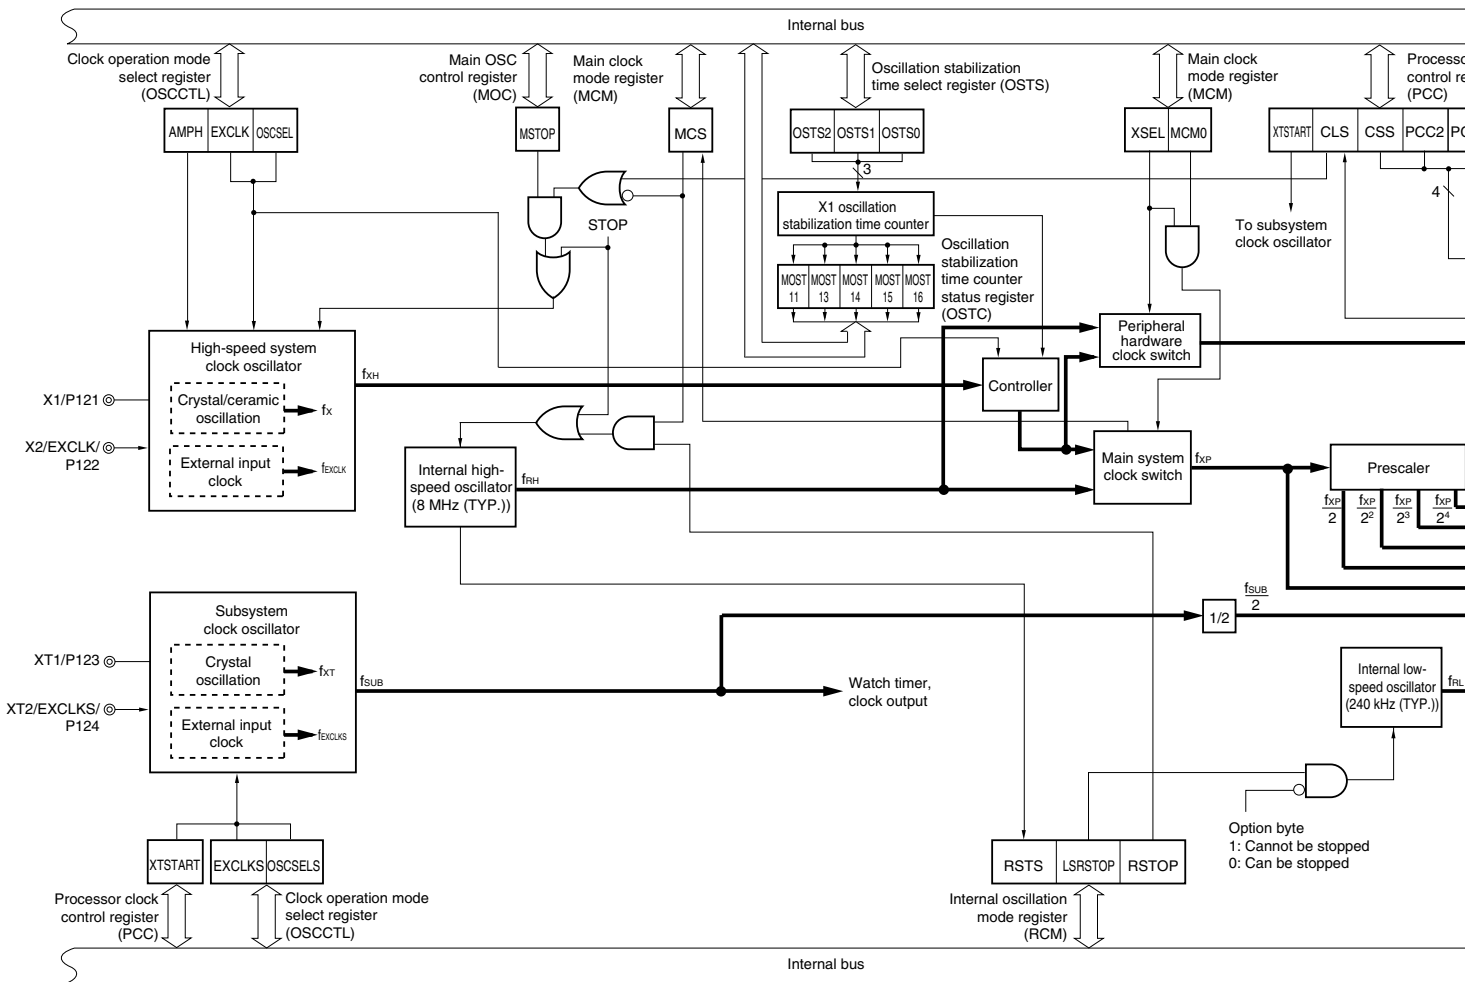 Internal bus
Clock operation mode
select register
(OSCCTL)
Main OSC
control register
(MOC)
Main clock
mode register
(MCM)
Oscillation stabilization
time select register (OSTS)
Main clock
mode register
(MCM)
Processo
control re
(PCC)
AMPH EXCLK OSCSEL
MSTOP
MCS
OSTS2 OSTS1 OSTS0
XSEL MCM0
XTSTART CLS CSS PCC2 PC
3
4
X1 oscillation
stabilization time counter
STOP
To subsystem
clock oscillator
Oscillation
stabilization
time counter
status register
(OSTC)
MOST MOST MOST MOST MOST
11 13 14 15 16
High-speed system
clock oscillator
Peripheral
hardware
clock switch
fXH
Controller
X1/P121
Crystal/ceramic
oscillation
fX
X2/EXCLK/
P122
External input
clock
fEXCLK
Internal high-
speed oscillator
(8 MHz (TYP.))
fRH
Main system
clock switch
fXP
Prescaler
fXP fXP fXP fXP
2 2² 2³ 2⁴
fSUB
2
1/2
Subsystem
clock oscillator
XT1/P123
Crystal
oscillation
fXT
fSUB
Watch timer,
clock output
XT2/EXCLKS/
P124
External input
clock
fEXCLKS
Internal low-
speed oscillator
(240 kHz (TYP.))
fRL
Option byte
1: Cannot be stopped
0: Can be stopped
XTSTART EXCLKS OSCSELS
RSTS LSRSTOP RSTOP
Processor clock
control register
(PCC)
Clock operation mode
select register
(OSCCTL)
Internal oscillation
mode register
(RCM)
Internal bus